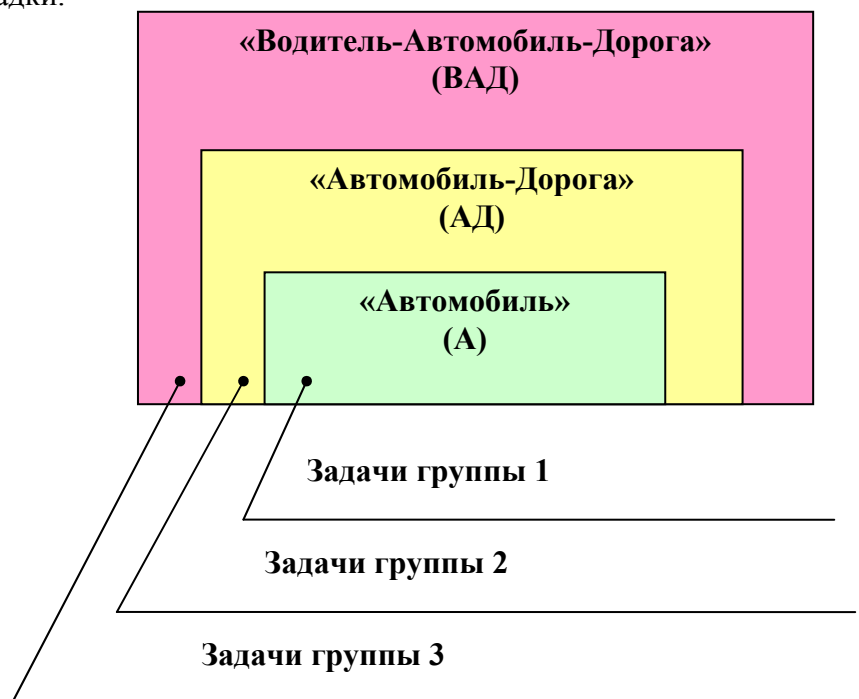 «Водитель-Автомобиль-Дорога»
(ВАД)
«Автомобиль-Дорога»
(АД)
«Автомобиль»
(А)
Задачи группы 1
Задачи группы 2
Задачи группы 3